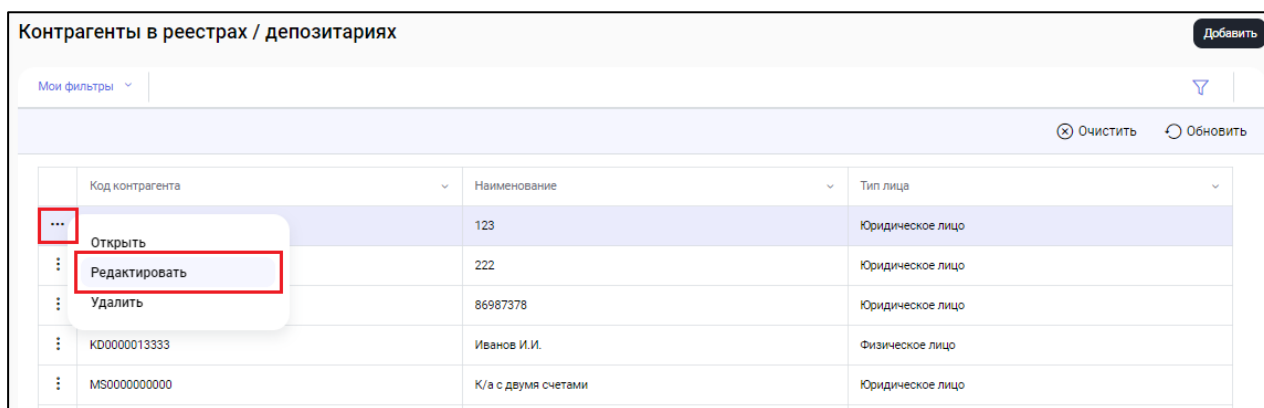 Контрагенты в реестрах / депозитариях
Добавить
Мои фильтры
Очистить Обновить
Код контрагента Наименование Тип лица
123 Юридическое лицо
Открыть
Редактировать
222 Юридическое лицо
Удалить
86987378 Юридическое лицо
KD0000013333 Иванов И.И. Физическое лицо
MS0000000000 К/а с двумя счетами Юридическое лицо